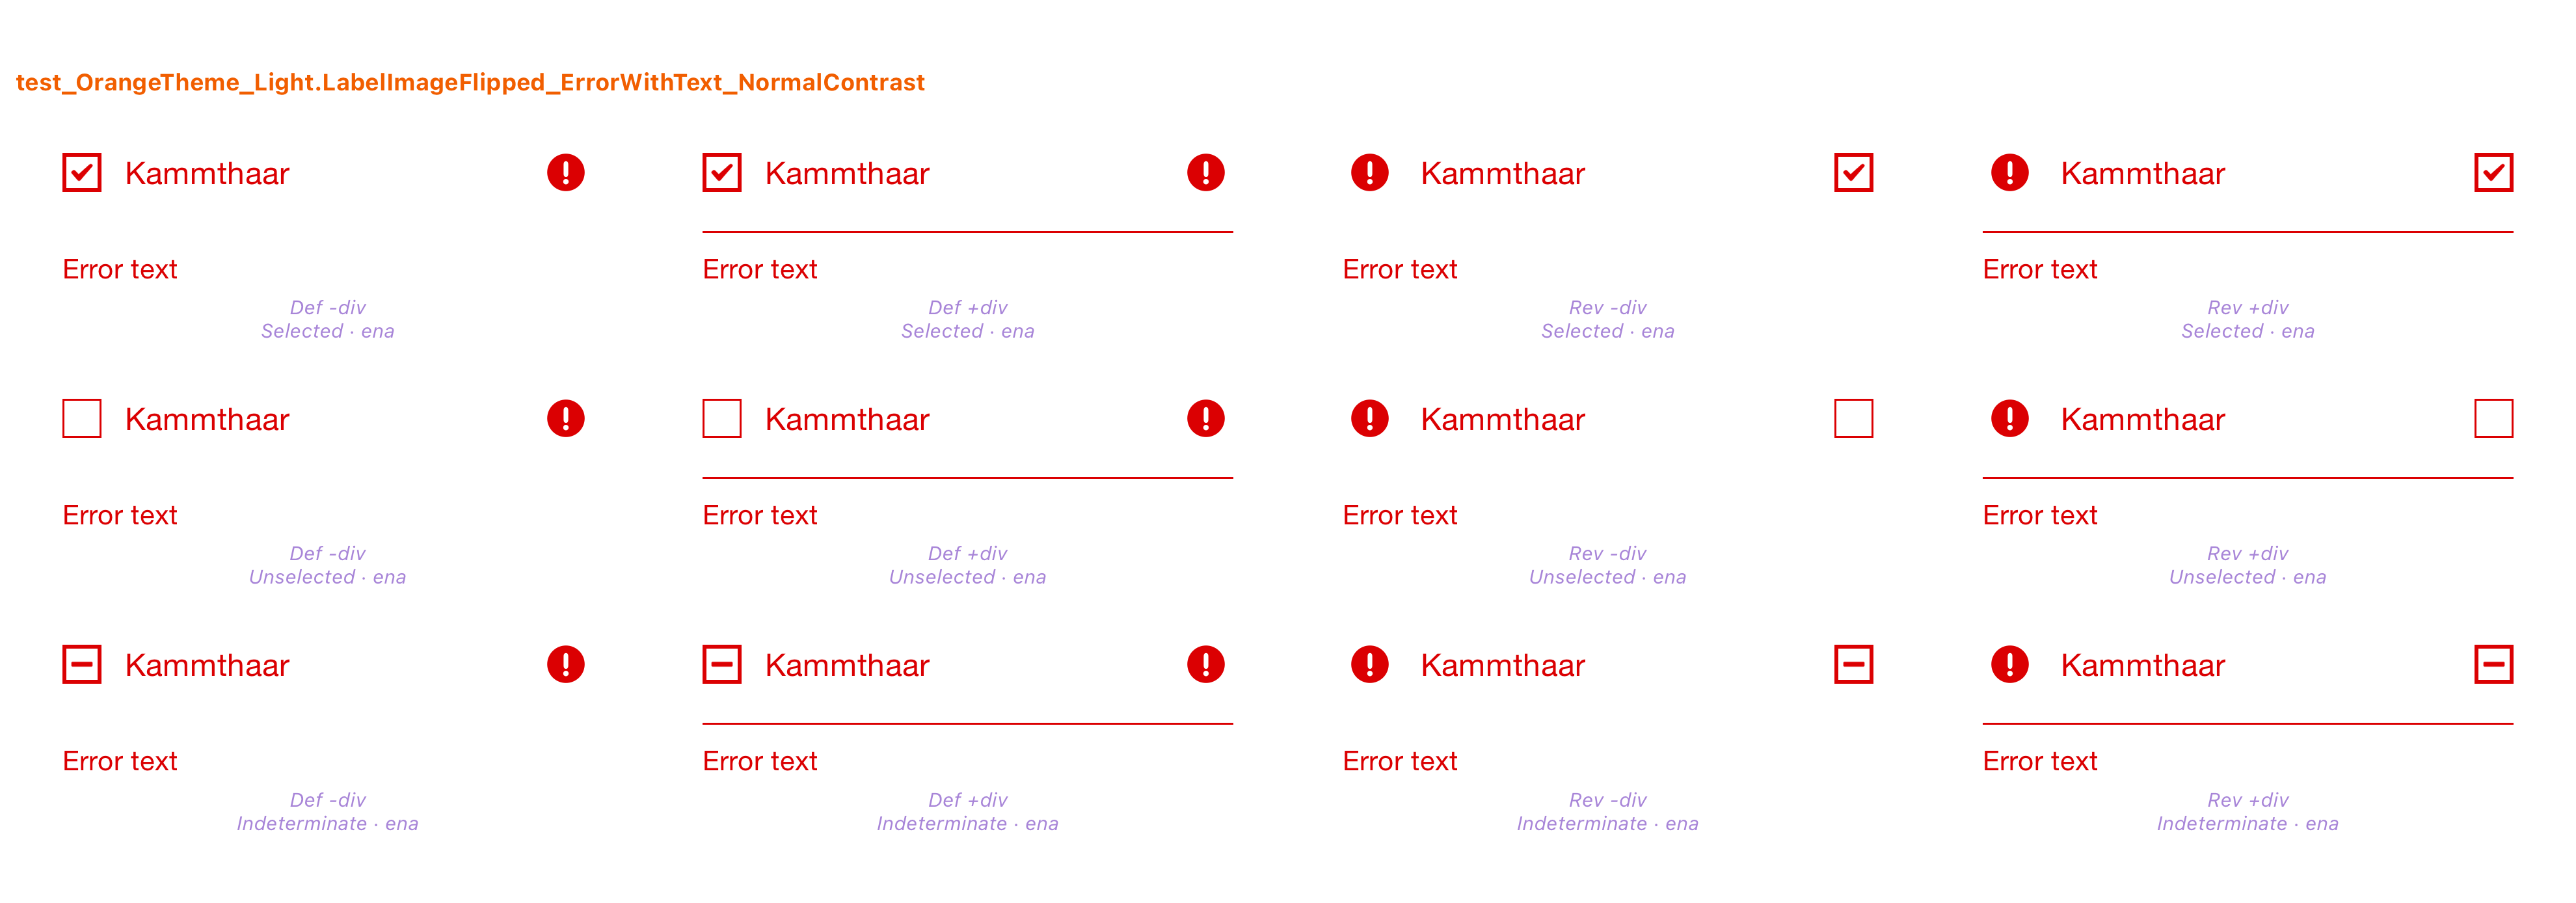 test_OrangeTheme_Light.LabelImageFlipped_ErrorWithText_NormalContrast
Kammthaar
Kammthaar
Kammthaar
Kammthaar
Error text
Error text
Error text
Error text
Def -div
Selected · ena
Def +div
Selected · ena
Rev -div
Selected · ena
Rev +div
Selected · ena
Kammthaar
Kammthaar
Kammthaar
Kammthaar
Error text
Error text
Error text
Error text
Def -div
Unselected · ena
Def +div
Unselected · ena
Rev -div
Unselected · ena
Rev +div
Unselected · ena
Kammthaar
Kammthaar
Kammthaar
Kammthaar
Error text
Error text
Error text
Error text
Def -div
Indeterminate · ena
Def +div
Indeterminate · ena
Rev -div
Indeterminate · ena
Rev +div
Indeterminate · ena